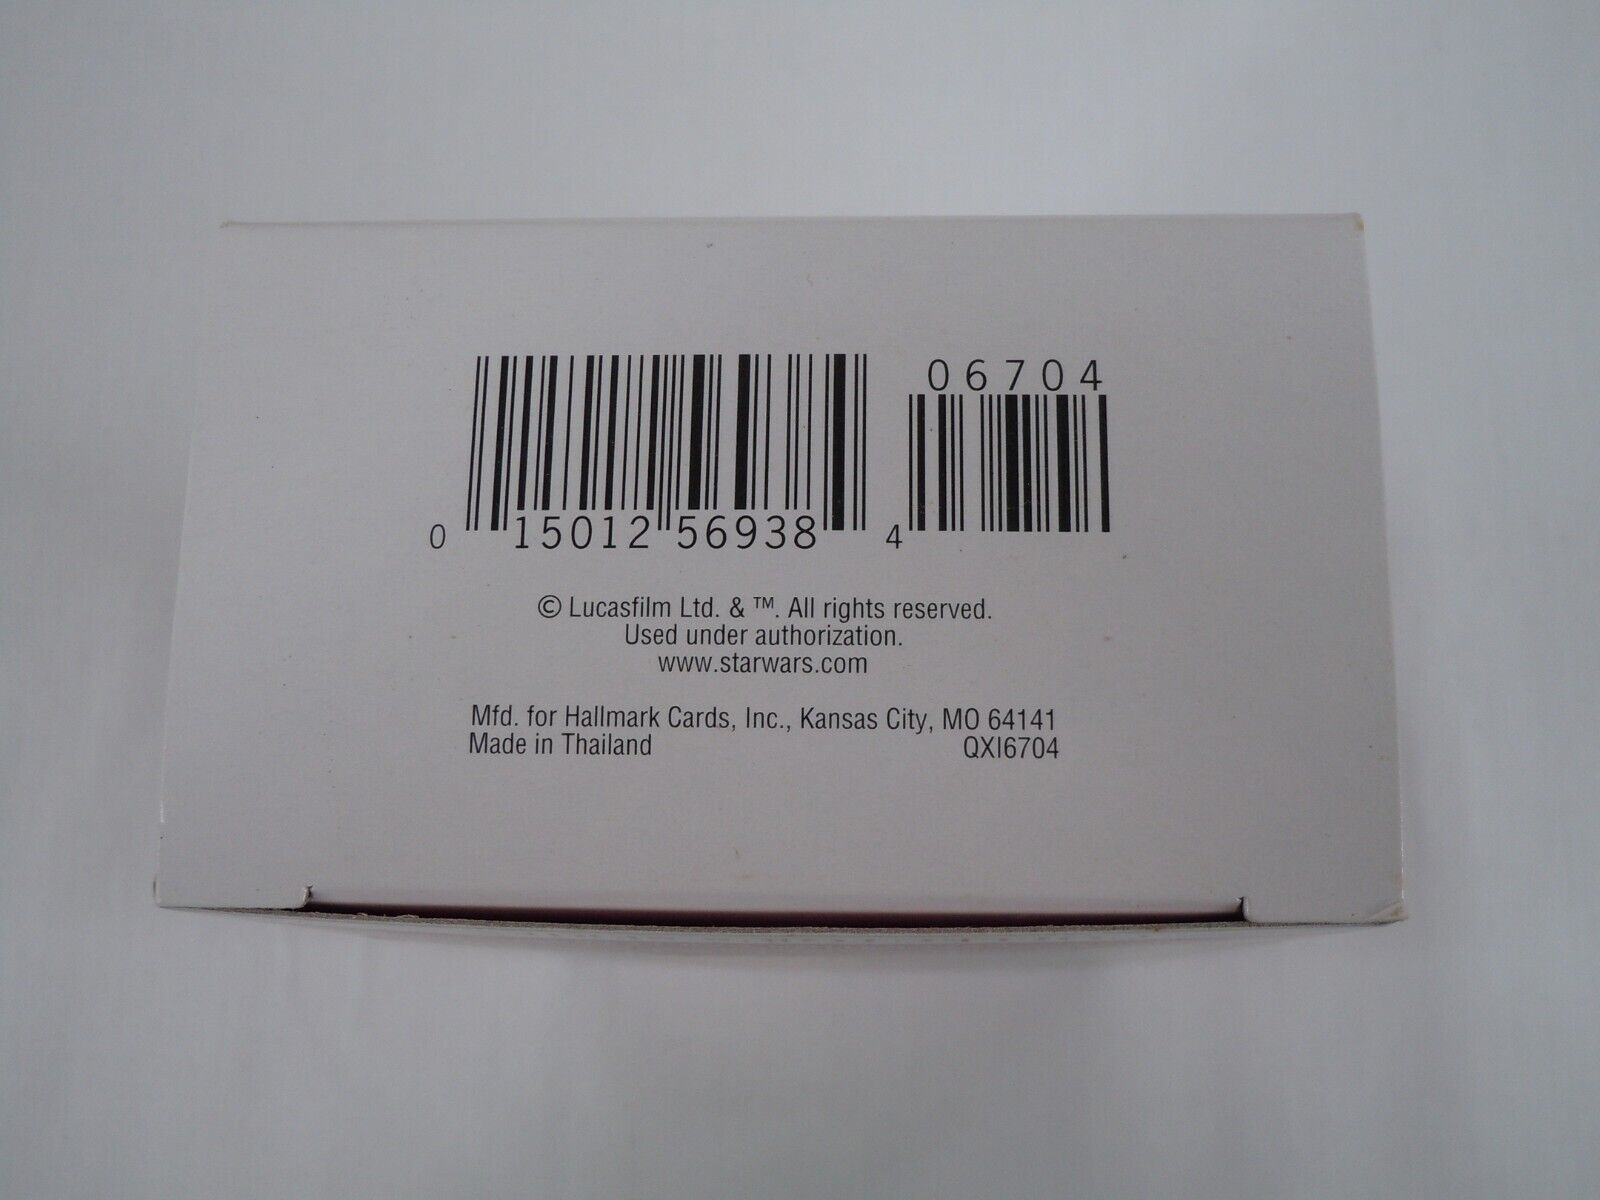 06704
0 15012 56938 4
© Lucasfilm Ltd. & ™. All rights reserved.
Used under authorization.
www.starwars.com
Mfd. for Hallmark Cards, Inc., Kansas City, MO 64141
Made in Thailand QXI6704